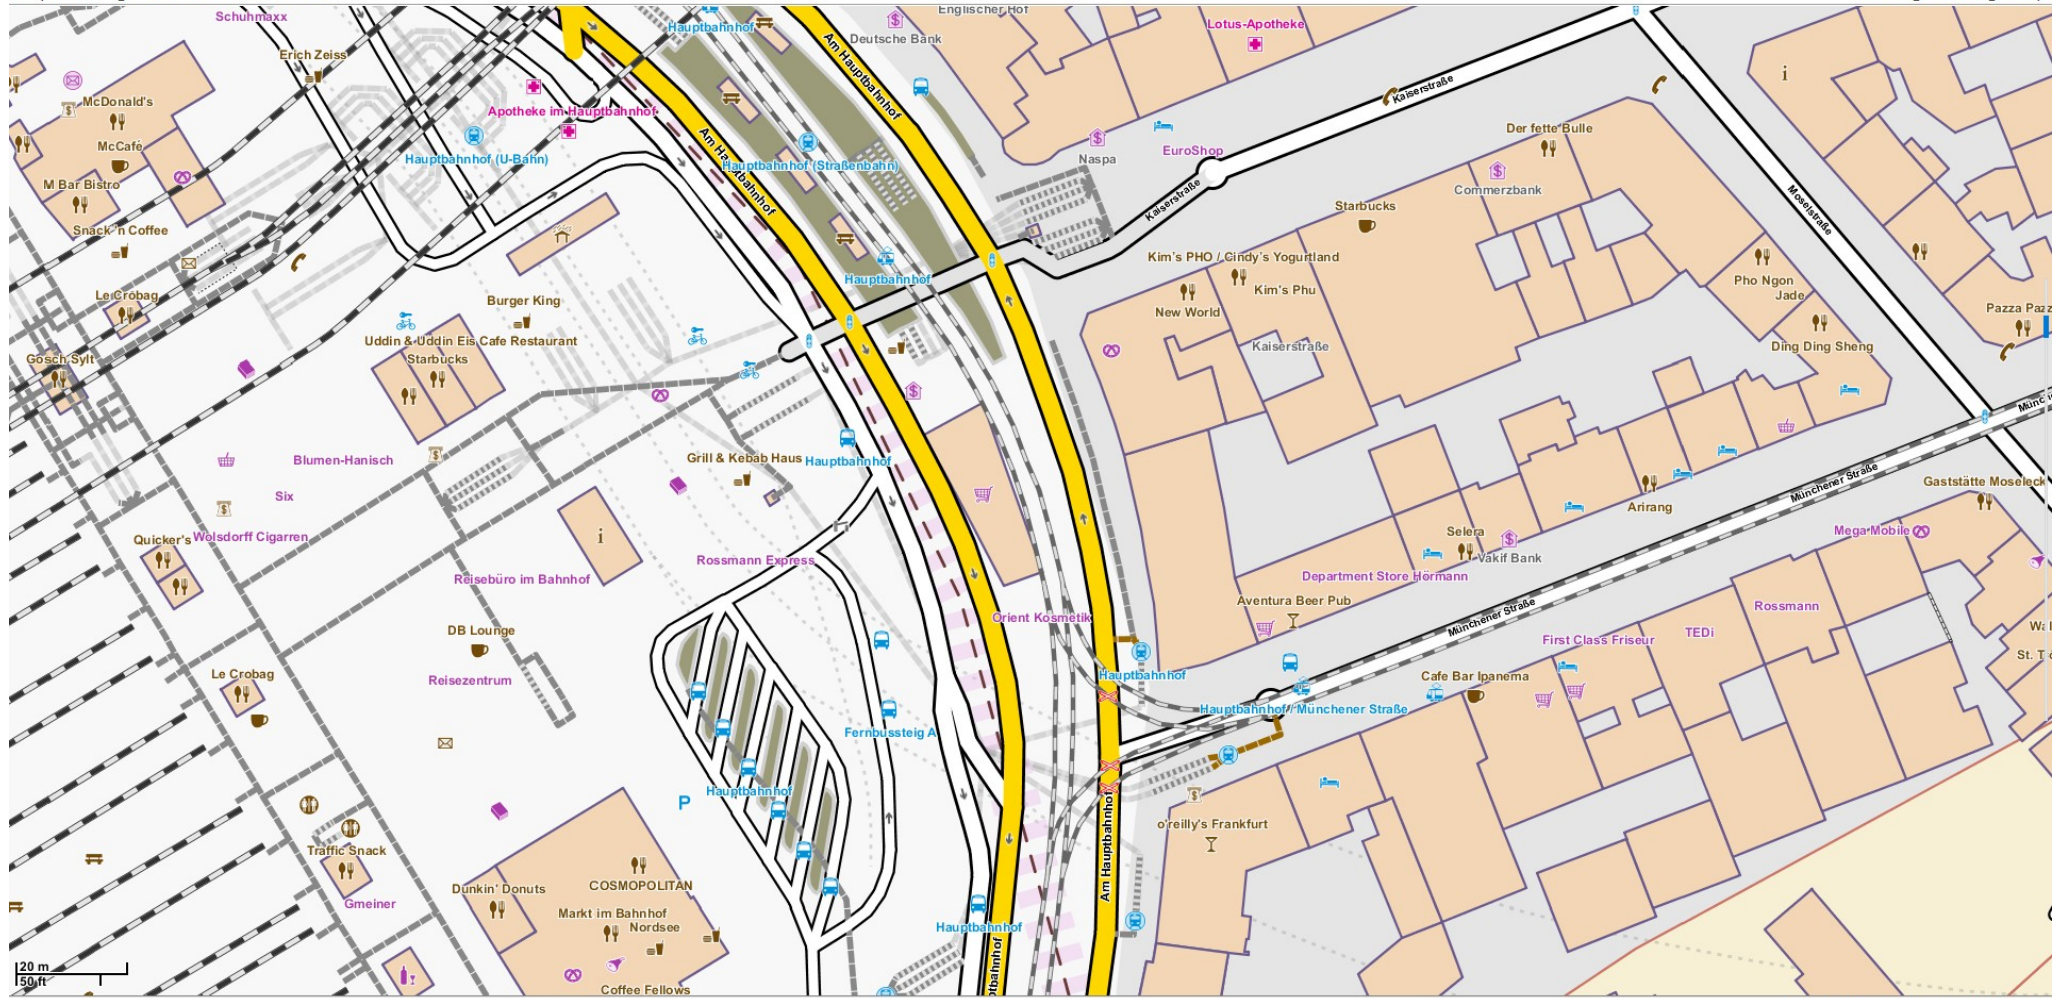 Schuhmaxx
Hauptbahnhof
Englischer Hof
Deutsche Bank
Lotus-Apotheke
Erich Zeiss
Am Hauptbahnhof
McDonald's
Apotheke im Hauptbahnhof
Kaiserstraße
Der fette Bulle
McCafé
Hauptbahnhof (U-Bahn)
Am Hauptbahnhof
Hauptbahnhof (Straßenbahn)
Naspa
EuroShop
Commerzbank
M Bar Bistro
Kaiserstraße
Starbucks
Moselstraße
Snack 'n Coffee
Kim's PHO / Cindy's Yogurtland
Hauptbahnhof
Le Crobag
Burger King
Kim's Phu
New World
Pho Ngon
Jade
Pazza Pazz
Uddin & Uddin Eis Cafe Restaurant
Starbucks
Kaiserstraße
Ding Ding Sheng
Gosch Sylt
Münc
Blumen-Hanisch
Grill & Kebab Haus
Hauptbahnhof
Münchener Straße
Gaststätte Moseleck
Six
Arirang
Quicker's
Wolsdorff Cigarren
Selera
Vakif Bank
Mega Mobile
Rossmann Express
Reisebüro im Bahnhof
Department Store Hörmann
Aventura Beer Pub
Rossmann
Orient Kosmetik
Münchener Straße
DB Lounge
First Class Friseur
TEDi
Wal
St. T
Le Crobag
Reisezentrum
Hauptbahnhof
Cafe Bar Ipanema
Hauptbahnhof / Münchener Straße
Fernbussteig A
Hauptbahnhof
P
o'reilly's Frankfurt
Am Hauptbahnhof
Traffic Snack
Dunkin' Donuts
COSMOPOLITAN
Gmeiner
Markt im Bahnhof
Nordsee
Hauptbahnhof
ptbahnhof
20 m
50 ft
Coffee Fellows